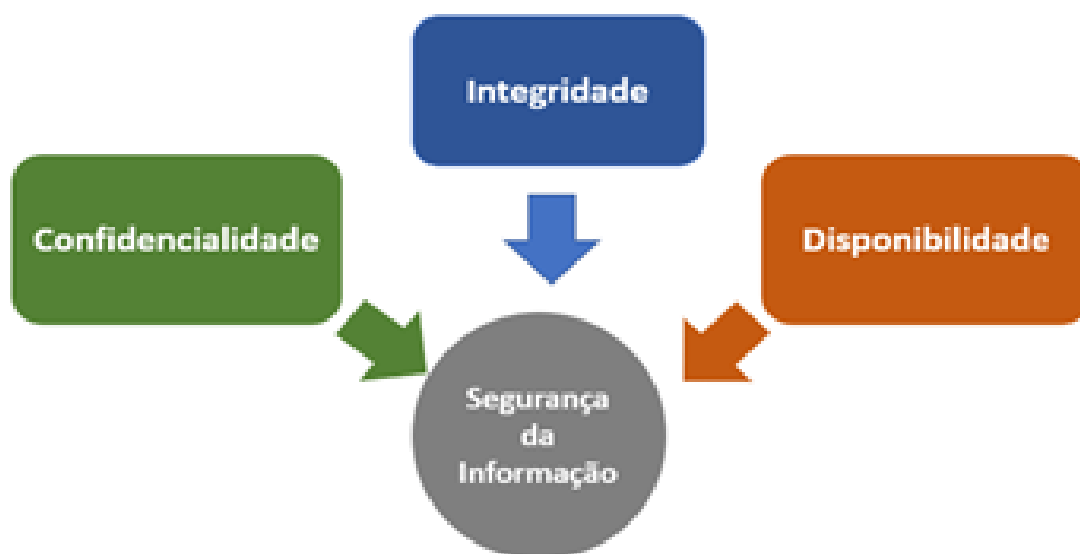 Integridade
Confidencialidade
Disponibilidade
Segurança
da
Informação